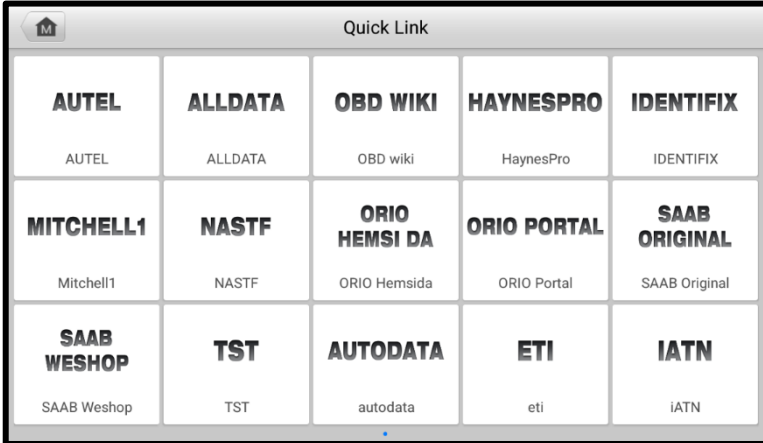 M
Quick Link
AUTEL
AUTEL
ALLDATA
ALLDATA
OBD WIKI
OBD wiki
HAYNESPRO
HaynesPro
IDENTIFIX
IDENTIFIX
MITCHELL1
Mitchell1
NASTF
NASTF
ORIO
HEMSI DA
ORIO Hemsida
ORIO PORTAL
ORIO Portal
SAAB
ORIGINAL
SAAB Original
SAAB
WESHOP
SAAB Weshop
TST
TST
AUTODATA
autodata
ETI
eti
IATN
iATN